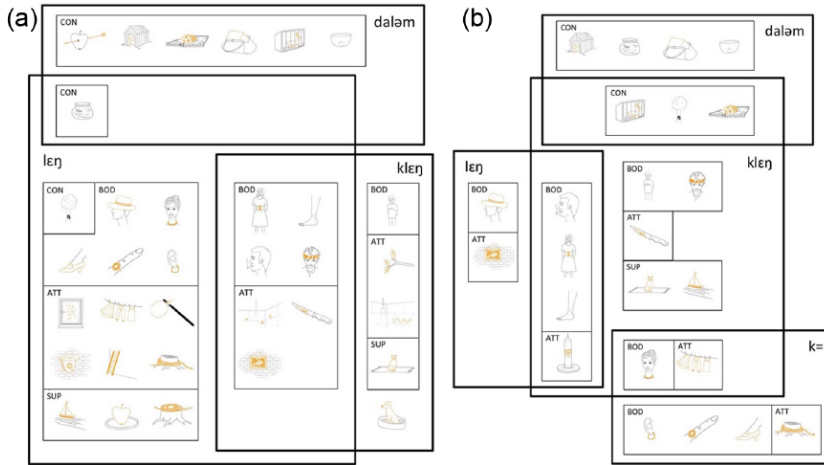 (a)
CON
daləm
CON
lɛŋ
klɛŋ
CON
BOD
BOD
BOD
ATT
ATT
ATT
SUP
SUP
(b)
CON
daləm
CON
klɛŋ
lɛŋ
BOD
BOD
BOD
ATT
ATT
SUP
ATT
k=
BOD
ATT
BOD
ATT